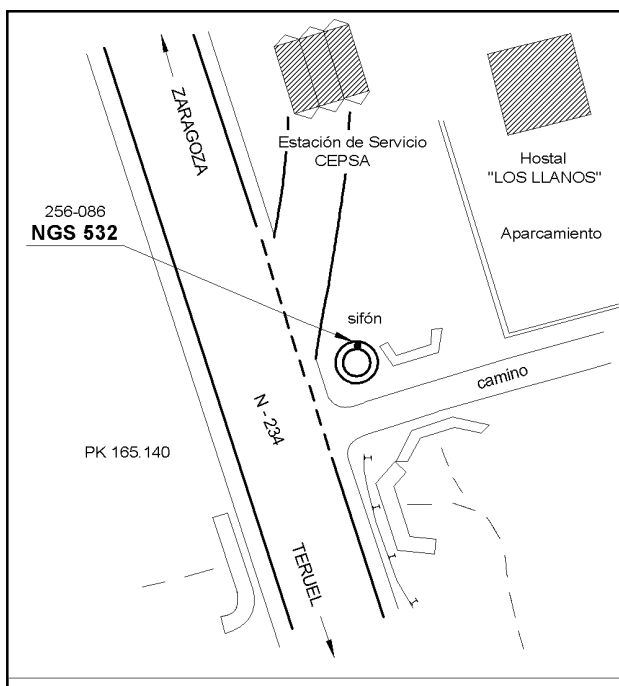 ZARAGOZA
Estación de Servicio
CEPSA
Hostal
"LOS LLANOS"
256-086
NGS 532
Aparcamiento
sifón
camino
N - 234
PK 165.140
TERUEL